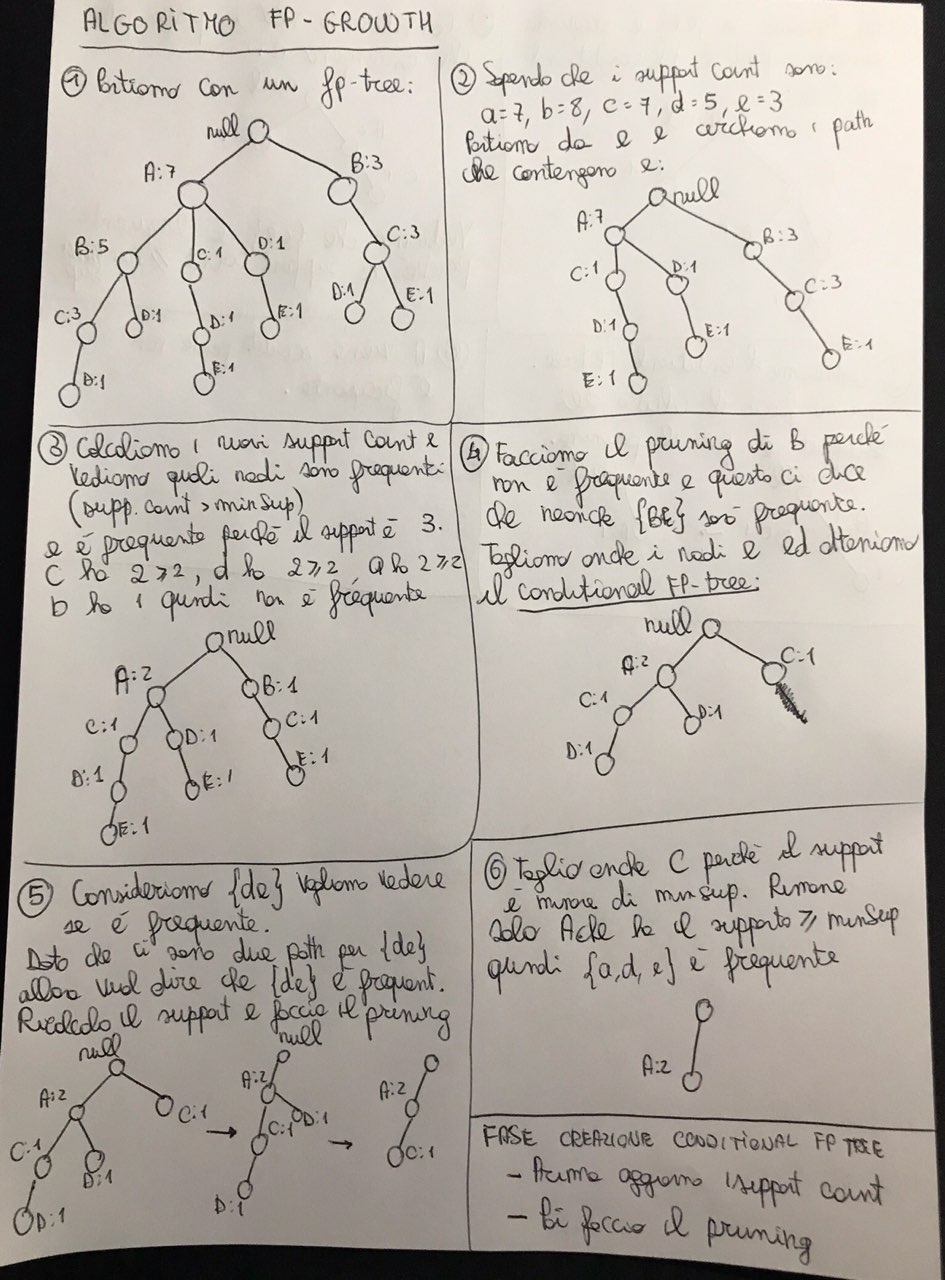 ALGORITMO FP-GROWTH
① Partiamo con un fp-tree:
null
A:7
B:3
B:5
C:1
D:1
C:3
C:3
D:1
D:1
E:1
D:1
E:1
D:1
E:1
② Sapendo che i support count sono:
a=7, b=8, c=7, d=5, e=3
Partiamo da e e cerchiamo i path
che contengono e:
null
A:7
B:3
C:1
D:1
C:3
D:1
E:1
E:1
E:1
③ Calcoliamo i nuovi support count e
vediamo quali nodi sono frequenti
(supp. count > minsup)
e è frequente perché il support è 3.
C ha 2⩾2, d ha 2⩾2, a ha 2⩾2
b ha 1 quindi non è frequente
null
A:2
B:1
C:1
D:1
C:1
D:1
E:1
E:1
E:1
④ Facciamo il pruning di B perché
non è frequente e questo ci dice
che neanche {BE} sarà frequente.
Tagliamo anche i nodi e ed otteniamo
il conditional FP-tree:
null
A:2
C:1
C:1
D:1
D:1
⑤ Consideriamo {de} vogliamo vedere
se è frequente.
Dato che ci sono due path per {de}
allora vuol dire che {de} è frequent.
Ricalcolo il support e faccio il pruning
null
A:2
C:1
C:1
D:1
D:1
null
A:2
C:1
D:1
D:1
A:2
C:1
⑥ Taglio anche C perché il support
è minore di minsup. Rimane
solo A che ha il supporto ⩾ minsup
quindi {a,d,e} è frequente
A:2
FASE CREAZIONE CONDITIONAL FP TREE
- Prima aggiorno i support count
- Poi faccio il pruning